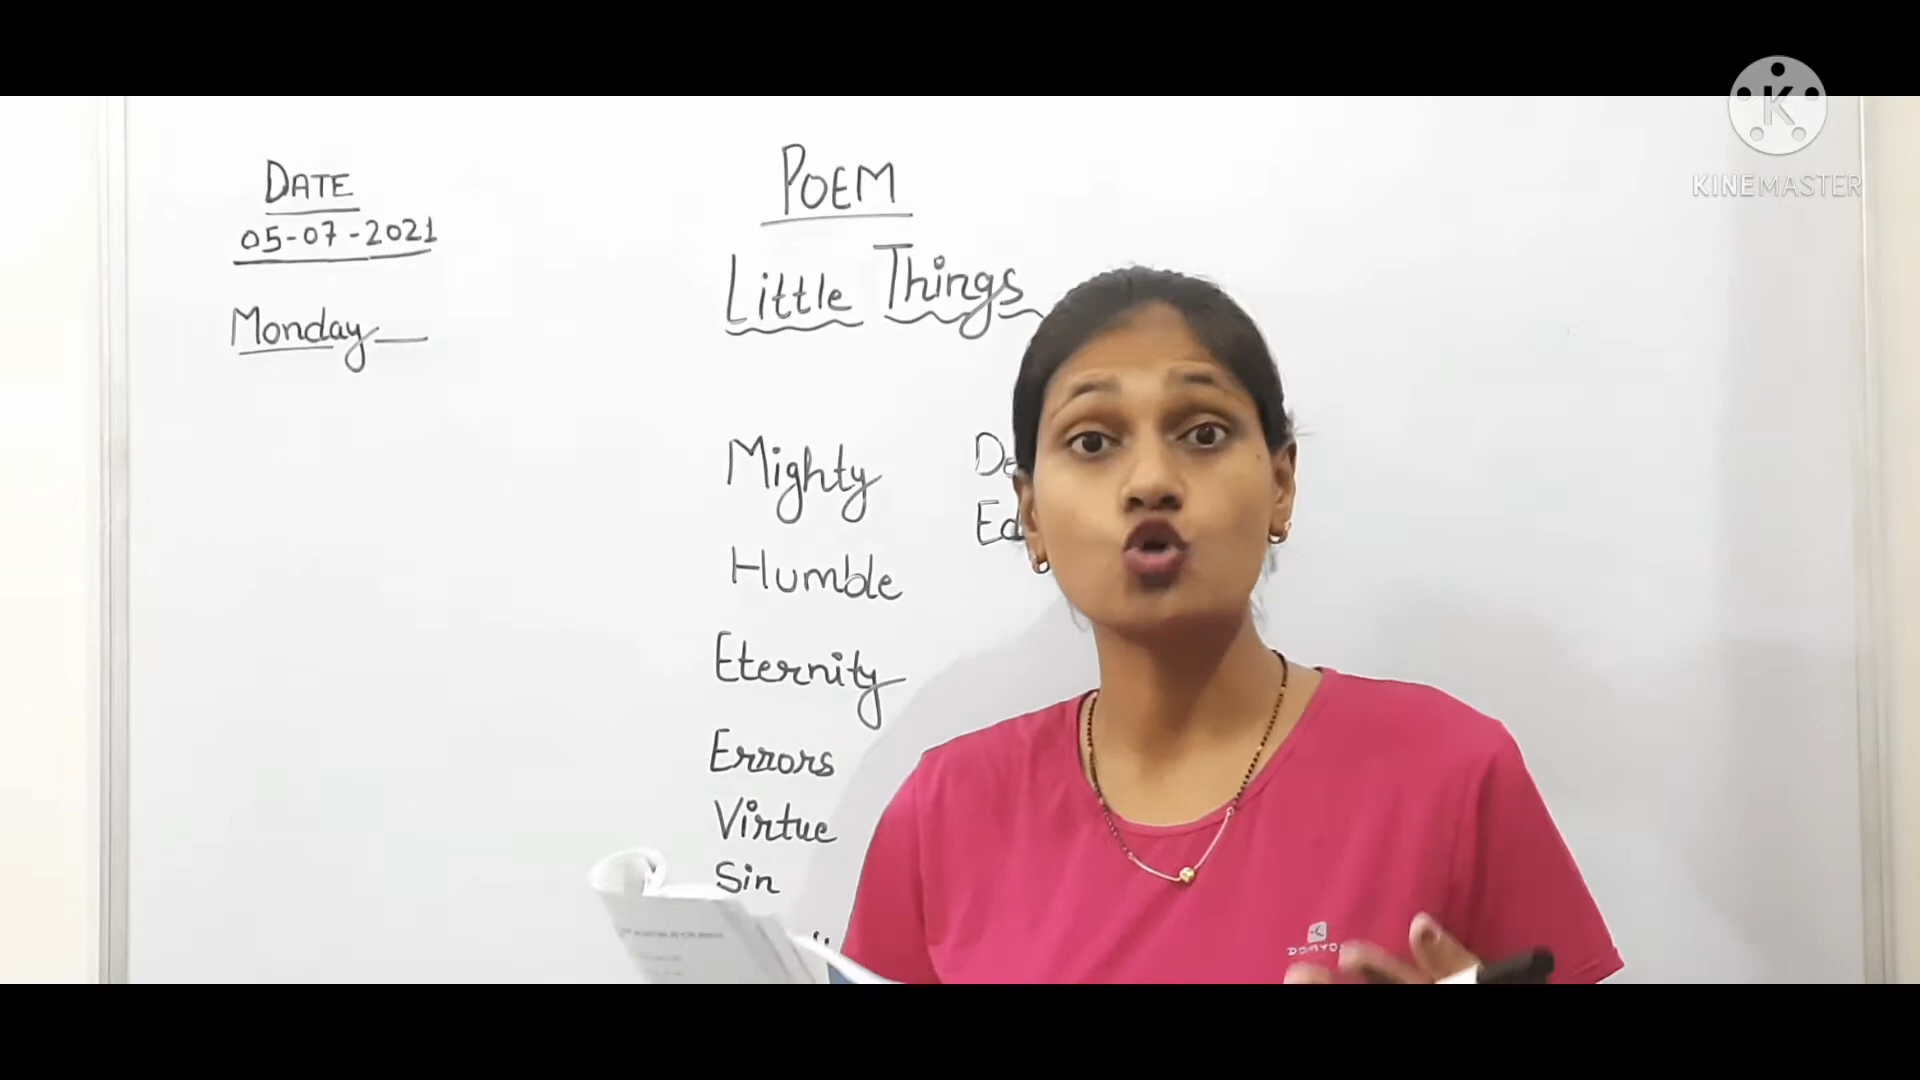 KINEMASTER
DATE
05-07-2021
Monday
POEM
Little Things
Mighty
Humble
Eternity
Errors
Virtue
Sin